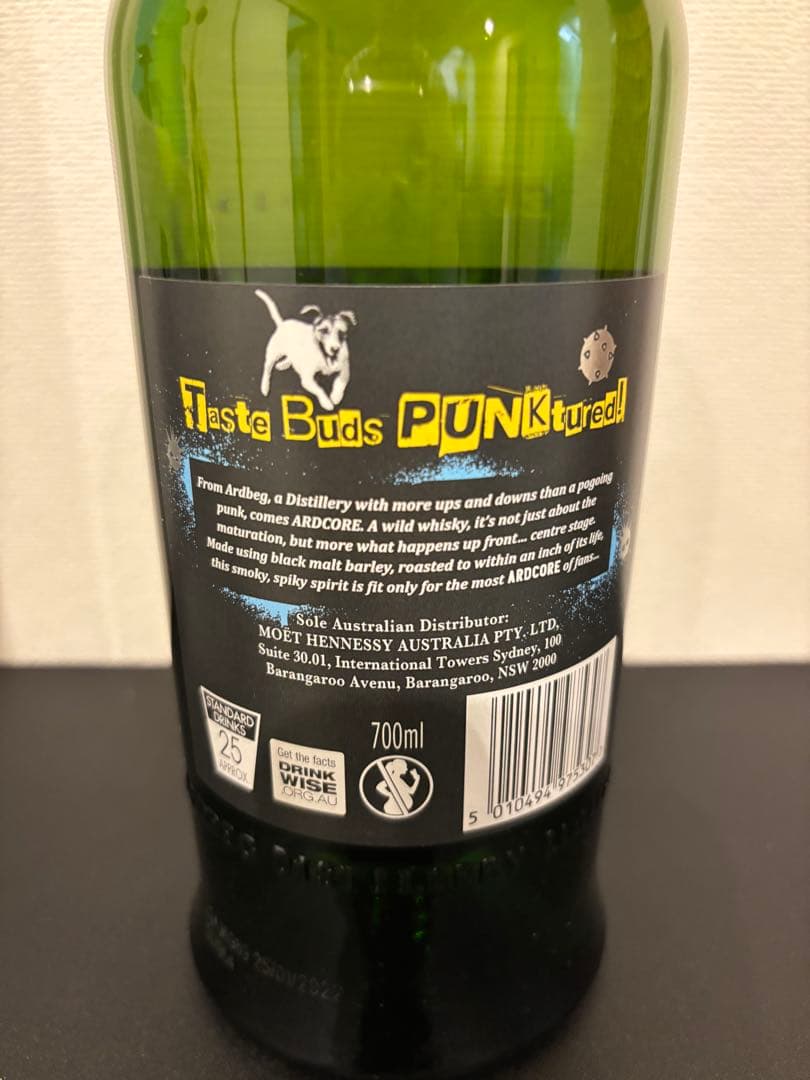 Taste Buds PUNKtured!
From Ardbeg, a Distillery with more ups and downs than a pogoing
punk, comes ARDCORE. A wild whisky, it's not just about the
maturation, but more what happens up front... centre stage.
Made using black malt barley, roasted to within an inch of its life,
this smoky, spiky spirit is fit only for the most ARDCORE of fans...
Sole Australian Distributor:
MOËT HENNESSY AUSTRALIA PTY. LTD,
Suite 30.01, International Towers Sydney, 100
Barangaroo Avenu, Barangaroo, NSW 2000
STANDARD
DRINKS
25
APPROX.
Get the facts
DRINK
WISE
.ORG.AU
700ml
5 010494